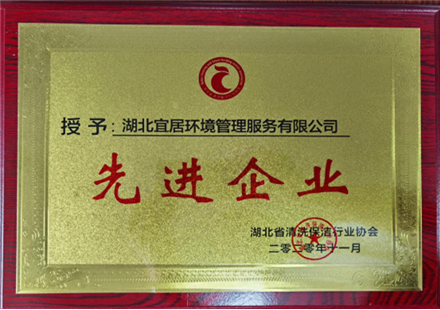 授予：湖北宜居环境管理服务有限公司
先进企业
湖北省清洗保洁行业协会
二零二零年十一月